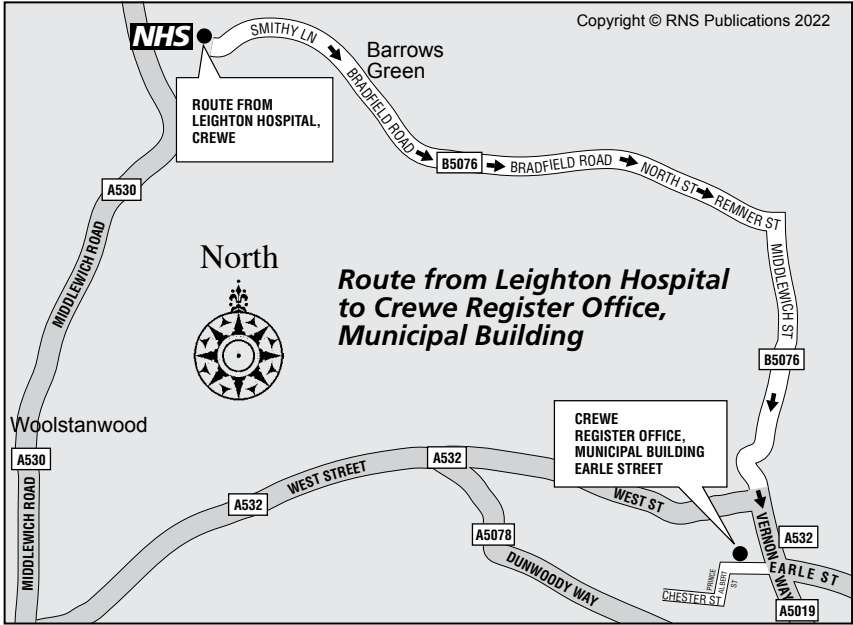 Copyright © RNS Publications 2022
NHS
SMITHY LN
Barrows
Green
ROUTE FROM
LEIGHTON HOSPITAL,
CREWE
BRADFIELD ROAD
B5076
BRADFIELD ROAD
NORTH ST
REMNER ST
A530
MIDDLEWICH ROAD
North
Route from Leighton Hospital
to Crewe Register Office,
Municipal Building
MIDDLEWICH ST
B5076
Woolstanwood
A530
MIDDLEWICH ROAD
CREWE
REGISTER OFFICE,
MUNICIPAL BUILDING
EARLE STREET
A532
WEST STREET
A532
WEST ST
A5078
DUNWOODY WAY
VERNON WAY
A532
EARLE ST
PRINCE
ALBERT
ST
CHESTER ST
A5019